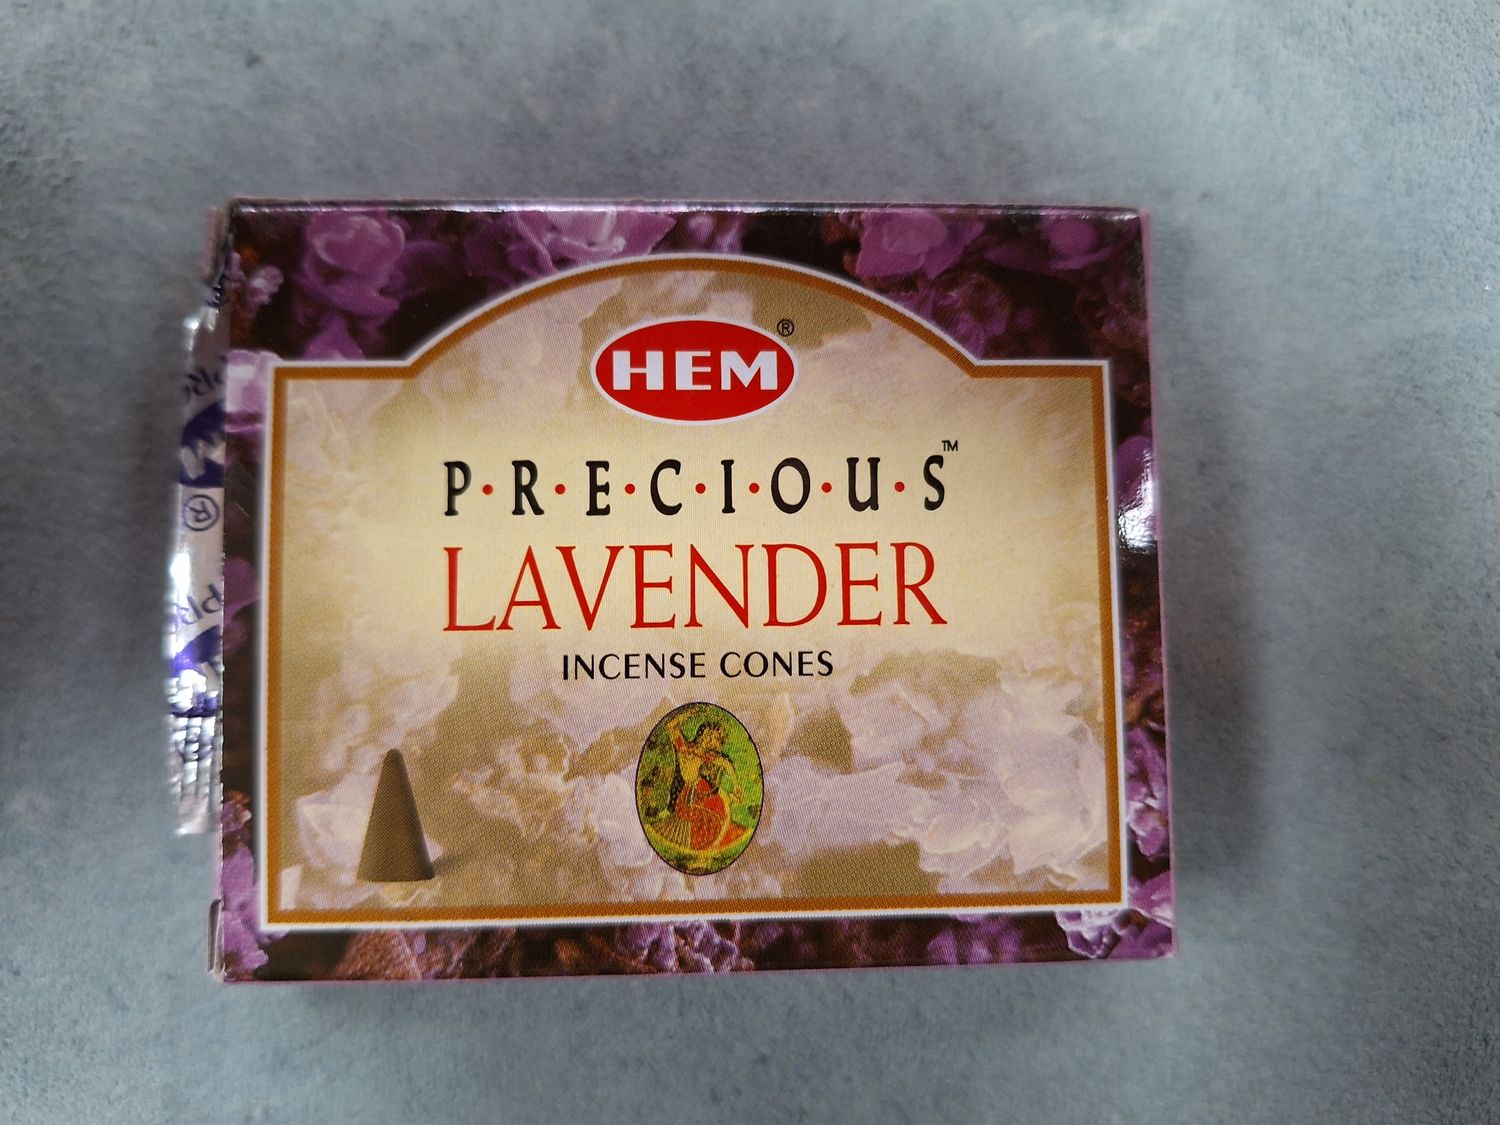 HEM®
P·R·E·C·I·O·U·S™
LAVENDER
INCENSE CONES
®